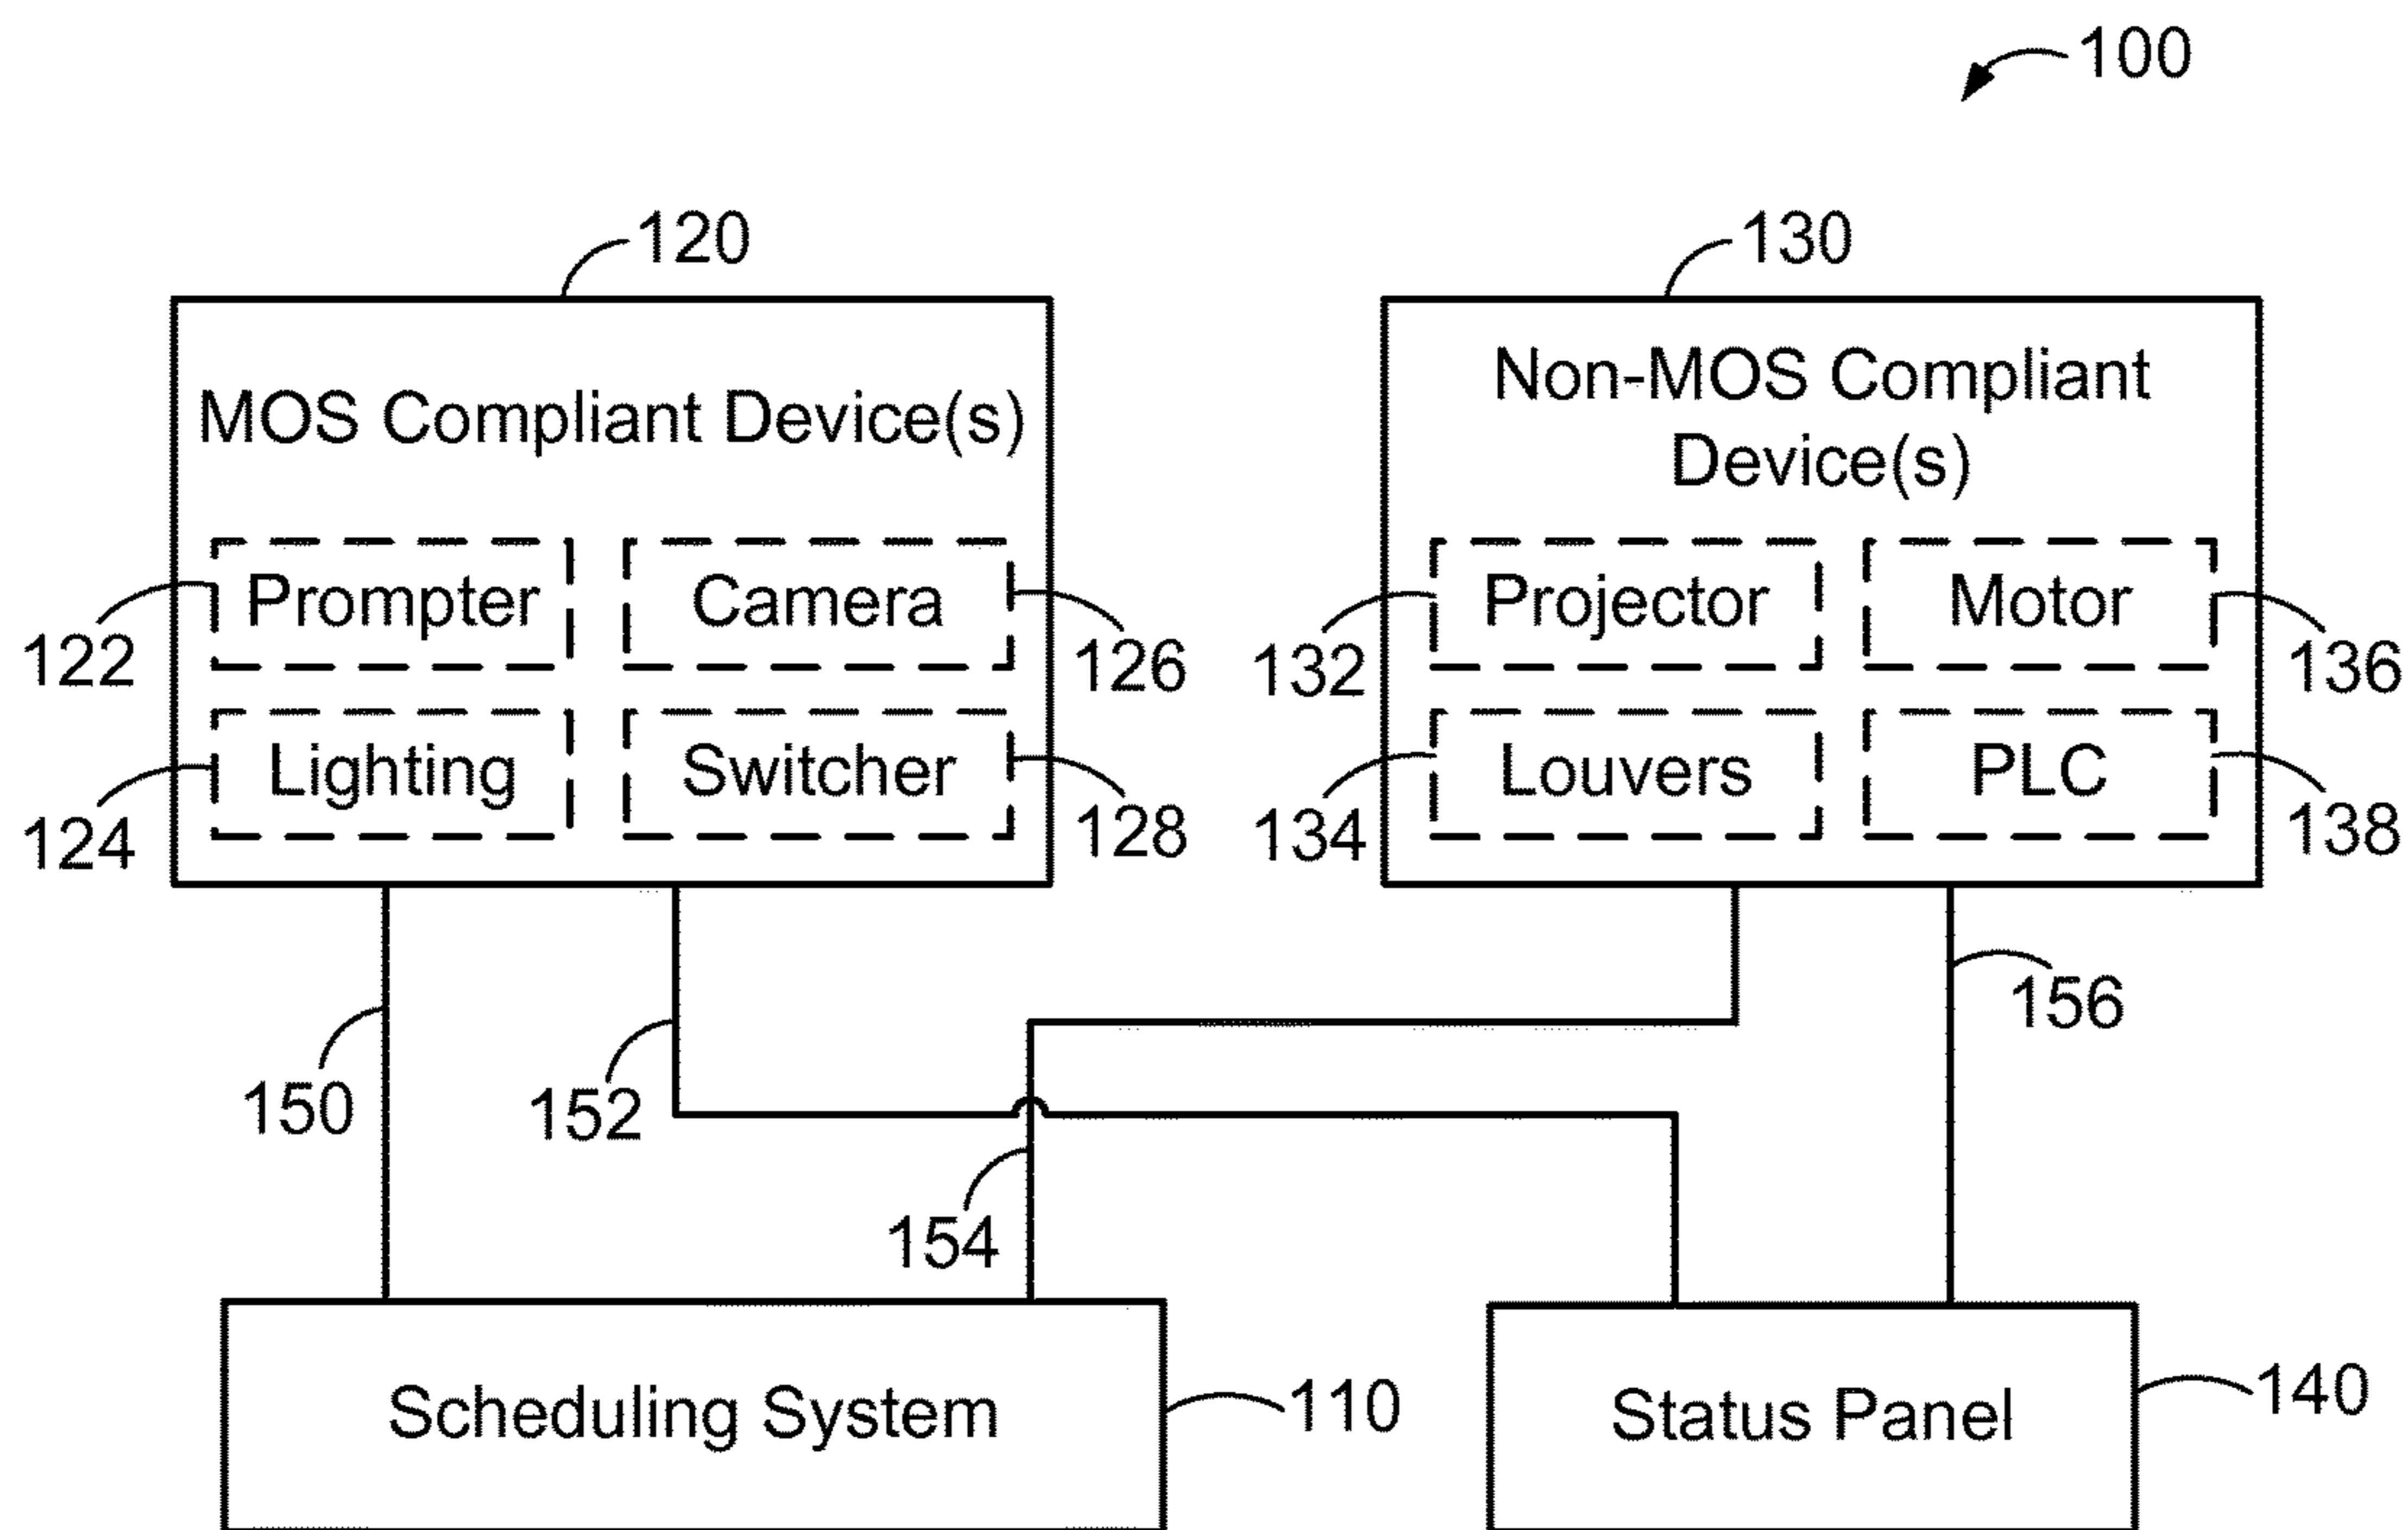 100
120
130
MOS Compliant Device(s)
Non-MOS Compliant
Device(s)
Prompter
Camera
Projector
Motor
122
126
132
136
Lighting
Switcher
Louvers
PLC
124
128
134
138
156
150
152
154
Scheduling System
110
Status Panel
140